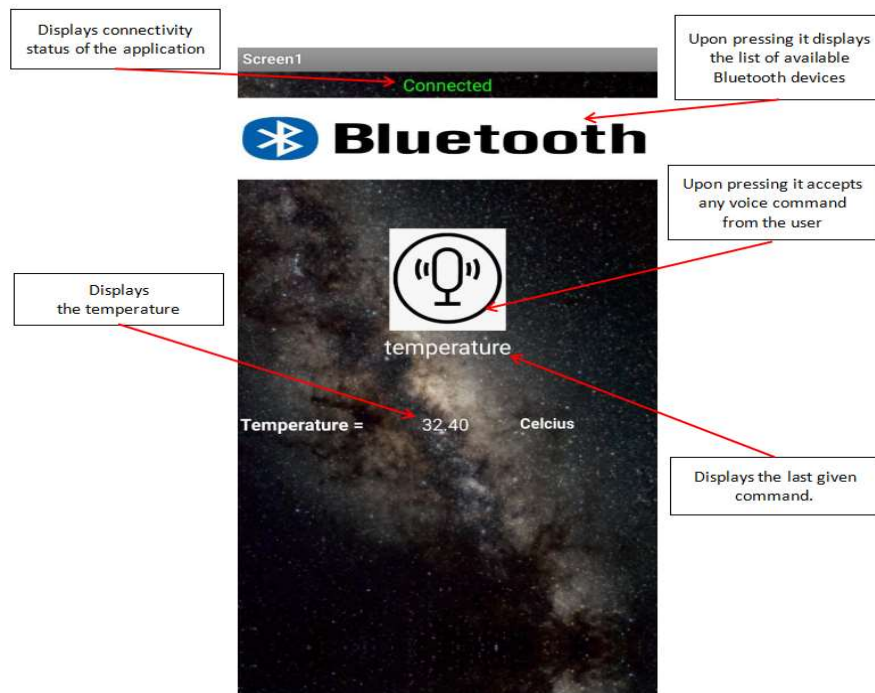 Displays connectivity
status of the application
Upon pressing it displays
the list of available
Bluetooth devices
Screen1
Connected
Bluetooth
Upon pressing it accepts
any voice command
from the user
Displays
the temperature
temperature
Temperature = 32.40 Celcius
Displays the last given
command.